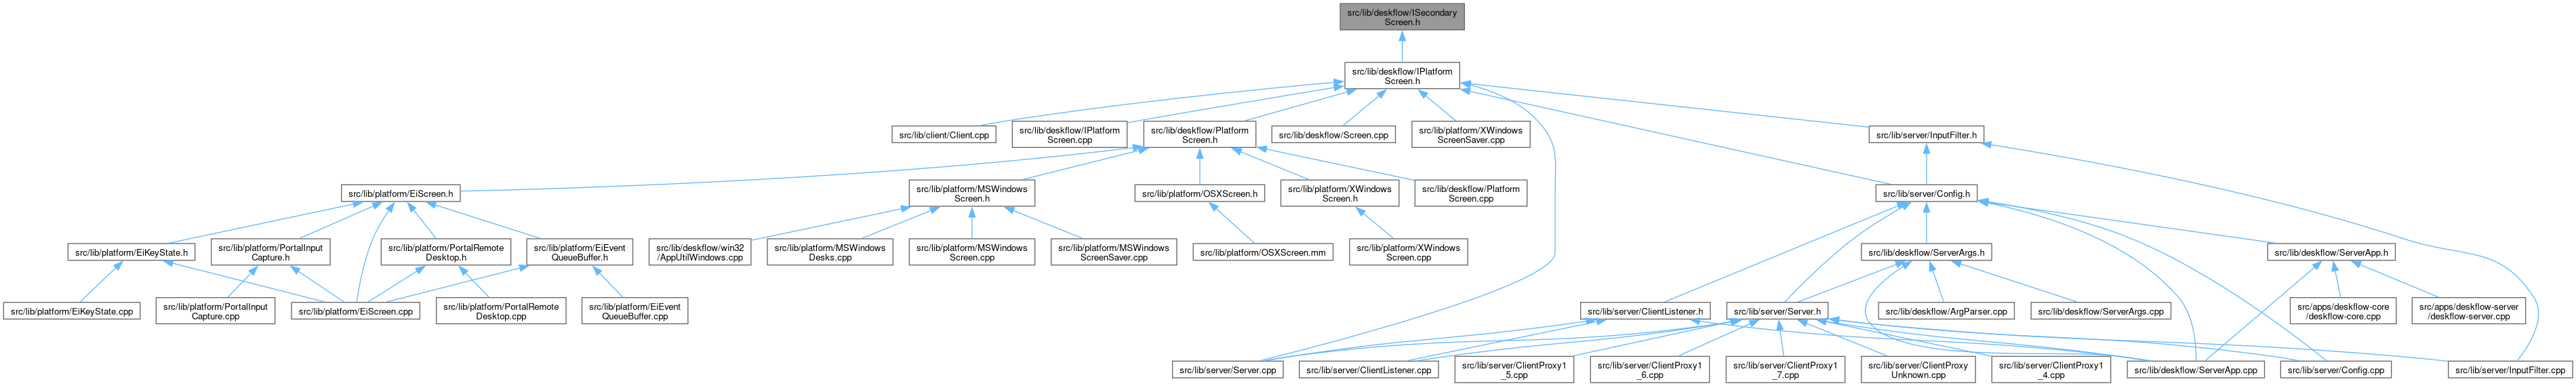 src/lib/deskflow/ISecondary
Screen.h
src/lib/deskflow/IPlatform
Screen.h
src/lib/client/Client.cpp
src/lib/deskflow/IPlatform
Screen.cpp
src/lib/deskflow/Platform
Screen.h
src/lib/deskflow/Screen.cpp
src/lib/platform/XWindows
ScreenSaver.cpp
src/lib/server/InputFilter.h
src/lib/platform/EiScreen.h
src/lib/platform/MSWindows
Screen.h
src/lib/platform/OSXScreen.h
src/lib/platform/XWindows
Screen.h
src/lib/deskflow/Platform
Screen.cpp
src/lib/server/Config.h
src/lib/platform/EiKeyState.h
src/lib/platform/PortalInput
Capture.h
src/lib/platform/PortalRemote
Desktop.h
src/lib/platform/EiEvent
QueueBuffer.h
src/lib/deskflow/win32
/AppUtilWindows.cpp
src/lib/platform/MSWindows
Desks.cpp
src/lib/platform/MSWindows
Screen.cpp
src/lib/platform/MSWindows
ScreenSaver.cpp
src/lib/platform/OSXScreen.mm
src/lib/platform/XWindows
Screen.cpp
src/lib/deskflow/ServerArgs.h
src/lib/deskflow/ServerApp.h
src/lib/platform/EiKeyState.cpp
src/lib/platform/PortalInput
Capture.cpp
src/lib/platform/EiScreen.cpp
src/lib/platform/PortalRemote
Desktop.cpp
src/lib/platform/EiEvent
QueueBuffer.cpp
src/lib/server/ClientListener.h
src/lib/server/Server.h
src/lib/deskflow/ArgParser.cpp
src/lib/deskflow/ServerArgs.cpp
src/apps/deskflow-core
/deskflow-core.cpp
src/apps/deskflow-server
/deskflow-server.cpp
src/lib/server/Server.cpp
src/lib/server/ClientListener.cpp
src/lib/server/ClientProxy1
_5.cpp
src/lib/server/ClientProxy1
_6.cpp
src/lib/server/ClientProxy1
_7.cpp
src/lib/server/ClientProxy
Unknown.cpp
src/lib/server/ClientProxy1
_4.cpp
src/lib/deskflow/ServerApp.cpp
src/lib/server/Config.cpp
src/lib/server/InputFilter.cpp